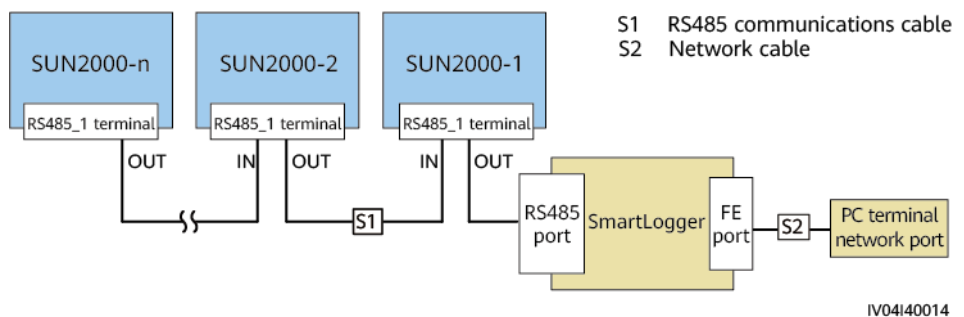 S1 RS485 communications cable
S2 Network cable
SUN2000-n
SUN2000-2
SUN2000-1
RS485_1 terminal
RS485_1 terminal
RS485_1 terminal
OUT
IN
OUT
IN
OUT
S1
RS485
port
SmartLogger
FE
port
S2
PC terminal
network port
IV04I40014